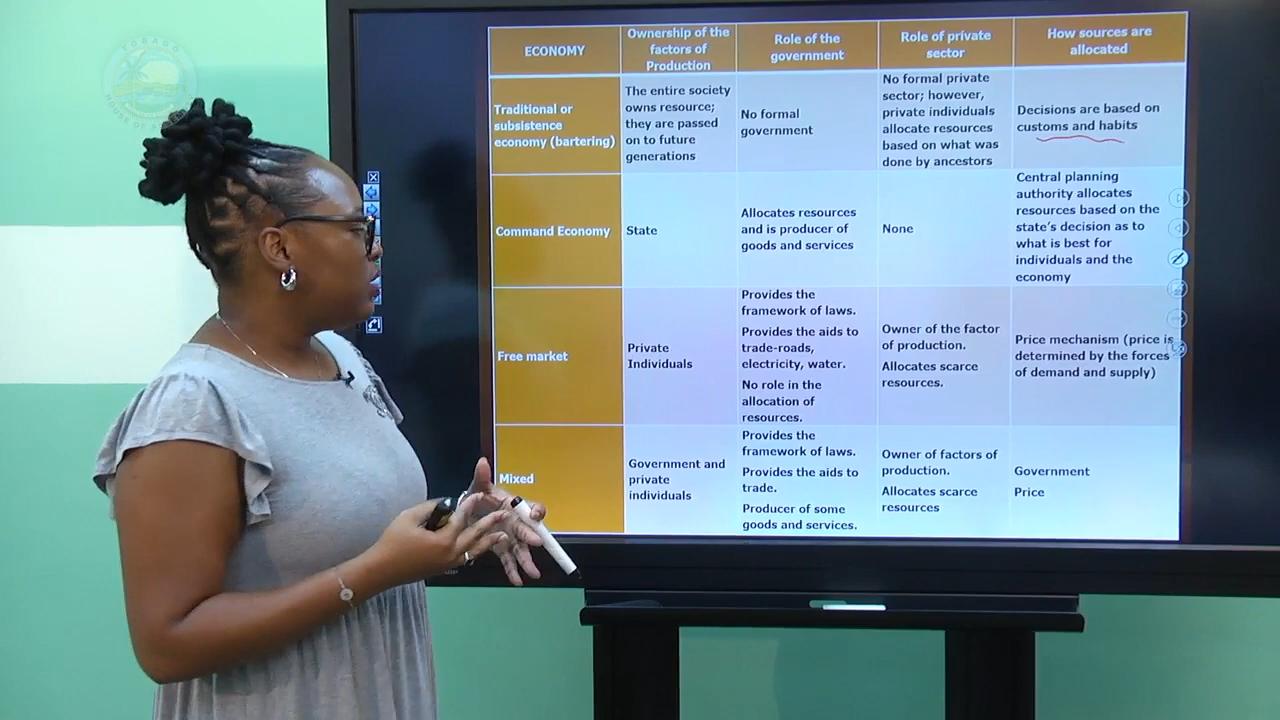 TOBAGO
HOUSE OF
ECONOMY
Ownership of the
factors of
Production
Role of the
government
Role of private
sector
How sources are
allocated
Traditional or
subsistence
economy (bartering)
The entire society
owns resource;
they are passed
on to future
generations
No formal
government
No formal private
sector; however,
private individuals
allocate resources
based on what was
done by ancestors
Decisions are based on
customs and habits
Command Economy
State
Allocates resources
and is producer of
goods and services
None
Central planning
authority allocates
resources based on the
state's decision as to
what is best for
individuals and the
economy
Free market
Private
Individuals
Provides the
framework of laws.
Provides the aids to
trade-roads,
electricity, water.
No role in the
allocation of
resources.
Owner of the factor
of production.
Allocates scarce
resources.
Price mechanism (price is
determined by the forces
of demand and supply)
Mixed
Government and
private
individuals
Provides the
framework of laws.
Provides the aids to
trade.
Producer of some
goods and services.
Owner of factors of
production.
Allocates scarce
resources
Government
Price